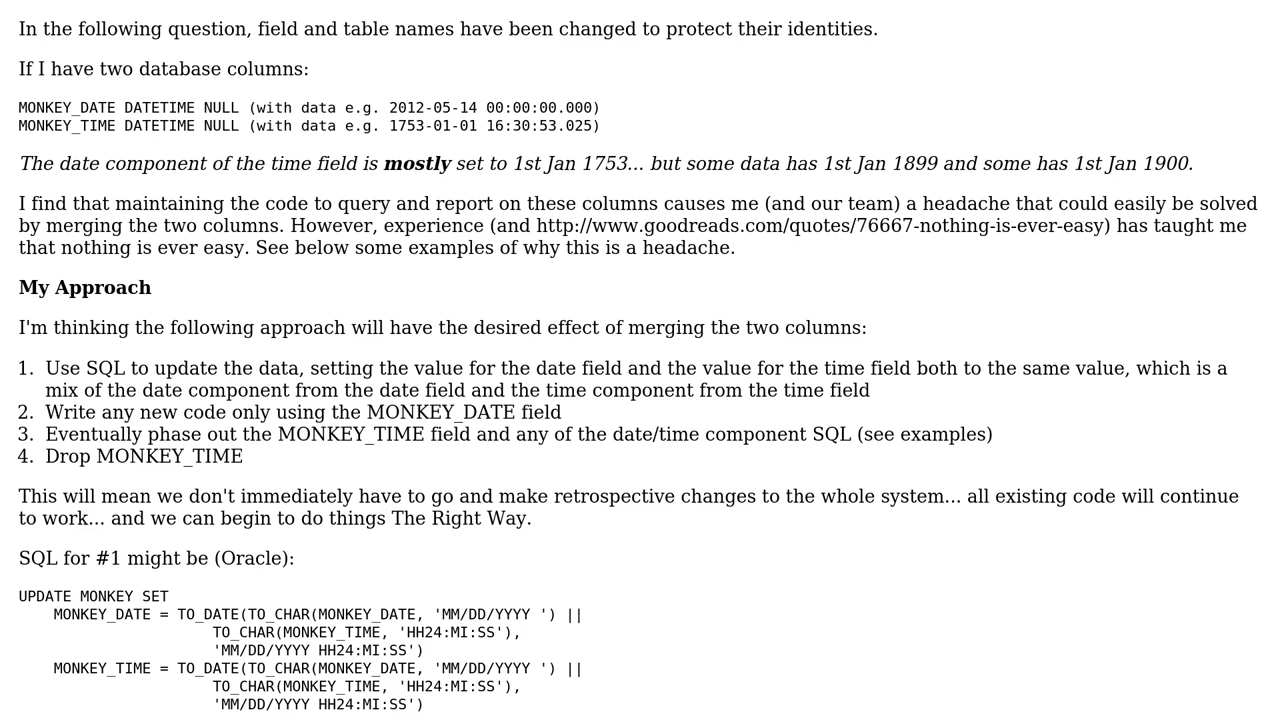 In the following question, field and table names have been changed to protect their identities.
If I have two database columns:
MONKEY_DATE DATETIME NULL (with data e.g. 2012-05-14 00:00:00.000)
MONKEY_TIME DATETIME NULL (with data e.g. 1753-01-01 16:30:53.025)
The date component of the time field is mostly set to 1st Jan 1753... but some data has 1st Jan 1899 and some has 1st Jan 1900.
I find that maintaining the code to query and report on these columns causes me (and our team) a headache that could easily be solved
by merging the two columns. However, experience (and http://www.goodreads.com/quotes/76667-nothing-is-ever-easy) has taught me
that nothing is ever easy. See below some examples of why this is a headache.
My Approach
I'm thinking the following approach will have the desired effect of merging the two columns:
1. Use SQL to update the data, setting the value for the date field and the value for the time field both to the same value, which is a
mix of the date component from the date field and the time component from the time field
2. Write any new code only using the MONKEY_DATE field
3. Eventually phase out the MONKEY_TIME field and any of the date/time component SQL (see examples)
4. Drop MONKEY_TIME
This will mean we don't immediately have to go and make retrospective changes to the whole system... all existing code will continue
to work... and we can begin to do things The Right Way.
SQL for #1 might be (Oracle):
UPDATE MONKEY SET
    MONKEY_DATE = TO_DATE(TO_CHAR(MONKEY_DATE, 'MM/DD/YYYY ') ||
                      TO_CHAR(MONKEY_TIME, 'HH24:MI:SS'),
                      'MM/DD/YYYY HH24:MI:SS')
    MONKEY_TIME = TO_DATE(TO_CHAR(MONKEY_DATE, 'MM/DD/YYYY ') ||
                      TO_CHAR(MONKEY_TIME, 'HH24:MI:SS'),
                      'MM/DD/YYYY HH24:MI:SS')